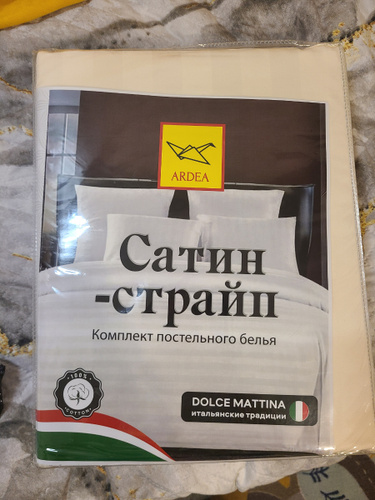 ARDEA
Сатин
-страйп
Комплект постельного белья
100%
COTTON
DOLCE MATTINA
итальянские традиции